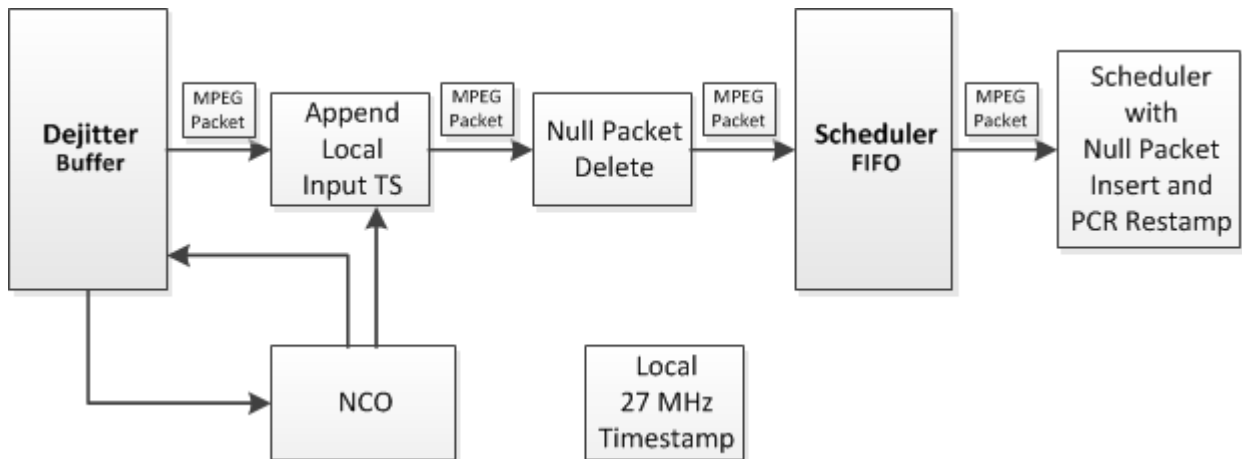 Dejitter
Buffer
MPEG
Packet
Append
Local
Input TS
MPEG
Packet
Null Packet
Delete
MPEG
Packet
Scheduler
FIFO
MPEG
Packet
Scheduler
with
Null Packet
Insert and
PCR Restamp
NCO
Local
27 MHz
Timestamp